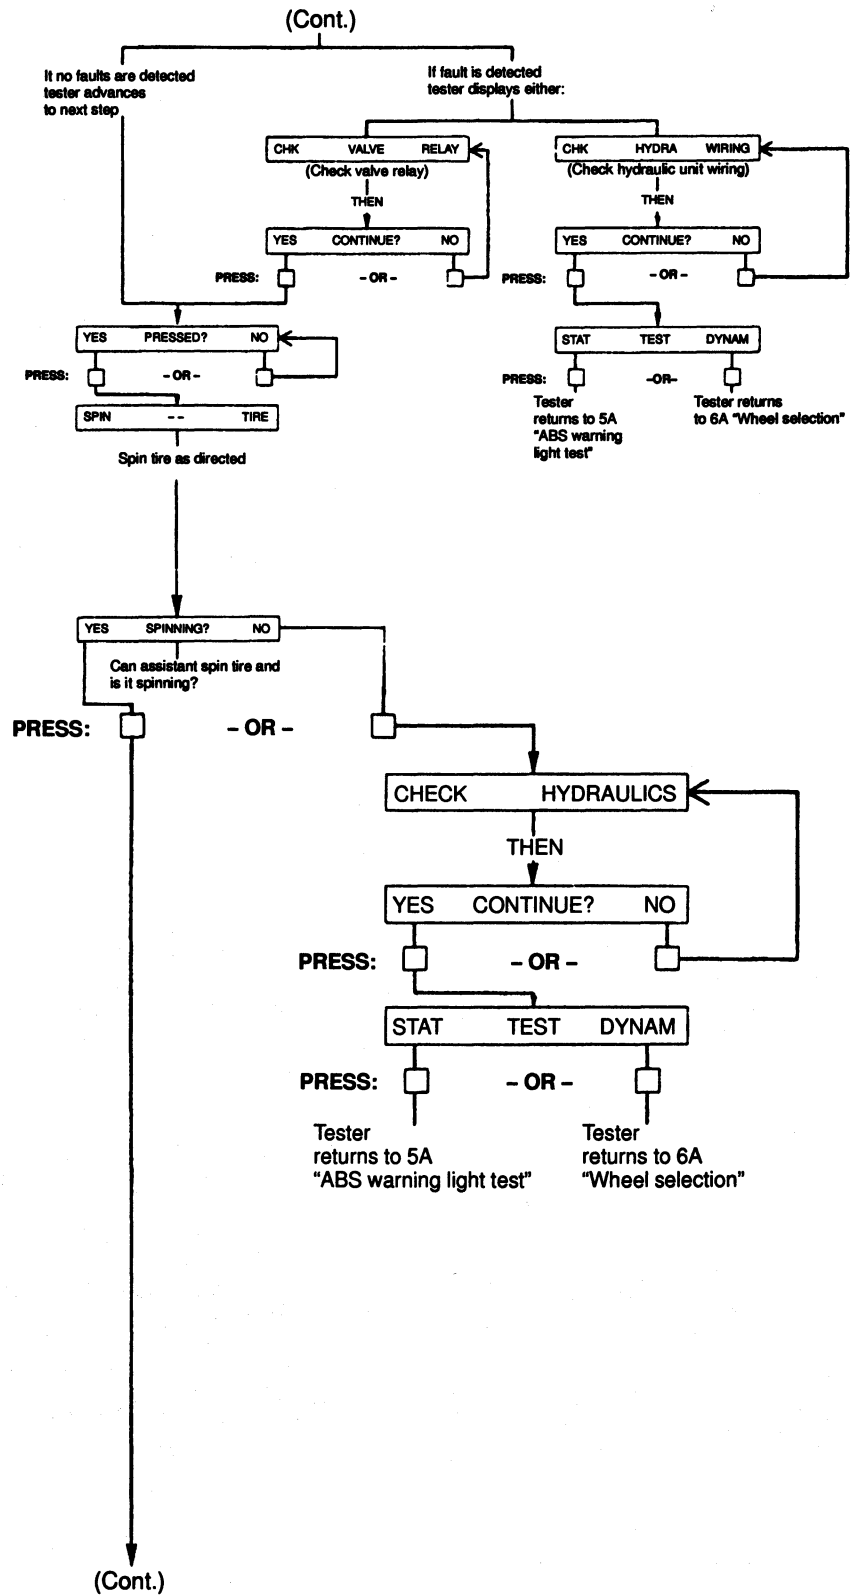 (Cont.)
It no faults are detected
tester advances
to next step
If fault is detected
tester displays either:
CHK VALVE RELAY
(Check valve relay)
THEN
YES CONTINUE? NO
PRESS: – OR –
CHK HYDRA WIRING
(Check hydraulic unit wiring)
THEN
YES CONTINUE? NO
PRESS: – OR –
YES PRESSED? NO
PRESS: – OR –
SPIN - - TIRE
Spin tire as directed
STAT TEST DYNAM
PRESS: –OR–
Tester
returns to 5A
“ABS warning
light test”
Tester returns
to 6A “Wheel selection”
YES SPINNING? NO
Can assistant spin tire and
is it spinning?
PRESS: – OR –
CHECK HYDRAULICS
THEN
YES CONTINUE? NO
PRESS: – OR –
STAT TEST DYNAM
PRESS: – OR –
Tester
returns to 5A
“ABS warning light test”
Tester
returns to 6A
“Wheel selection”
(Cont.)